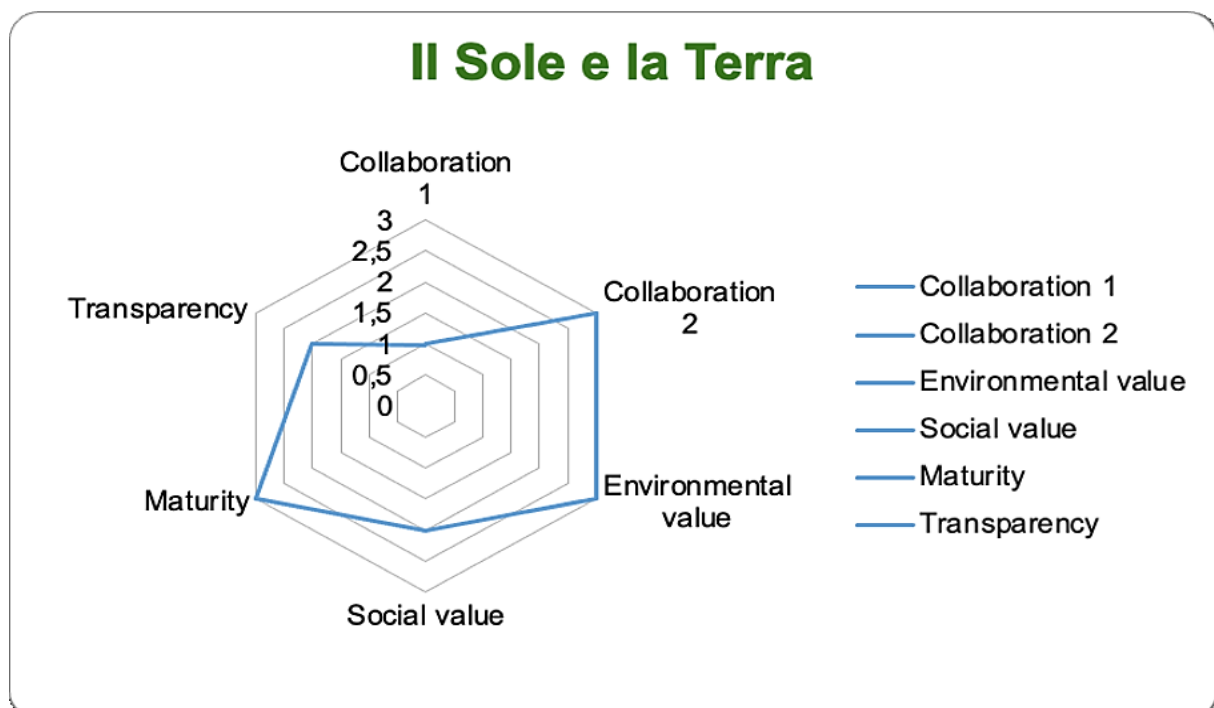 Il Sole e la Terra
Collaboration
1
3
2,5
2
1,5
1
0,5
0
Collaboration
2
Environmental
value
Social value
Maturity
Transparency
Collaboration 1
Collaboration 2
Environmental value
Social value
Maturity
Transparency